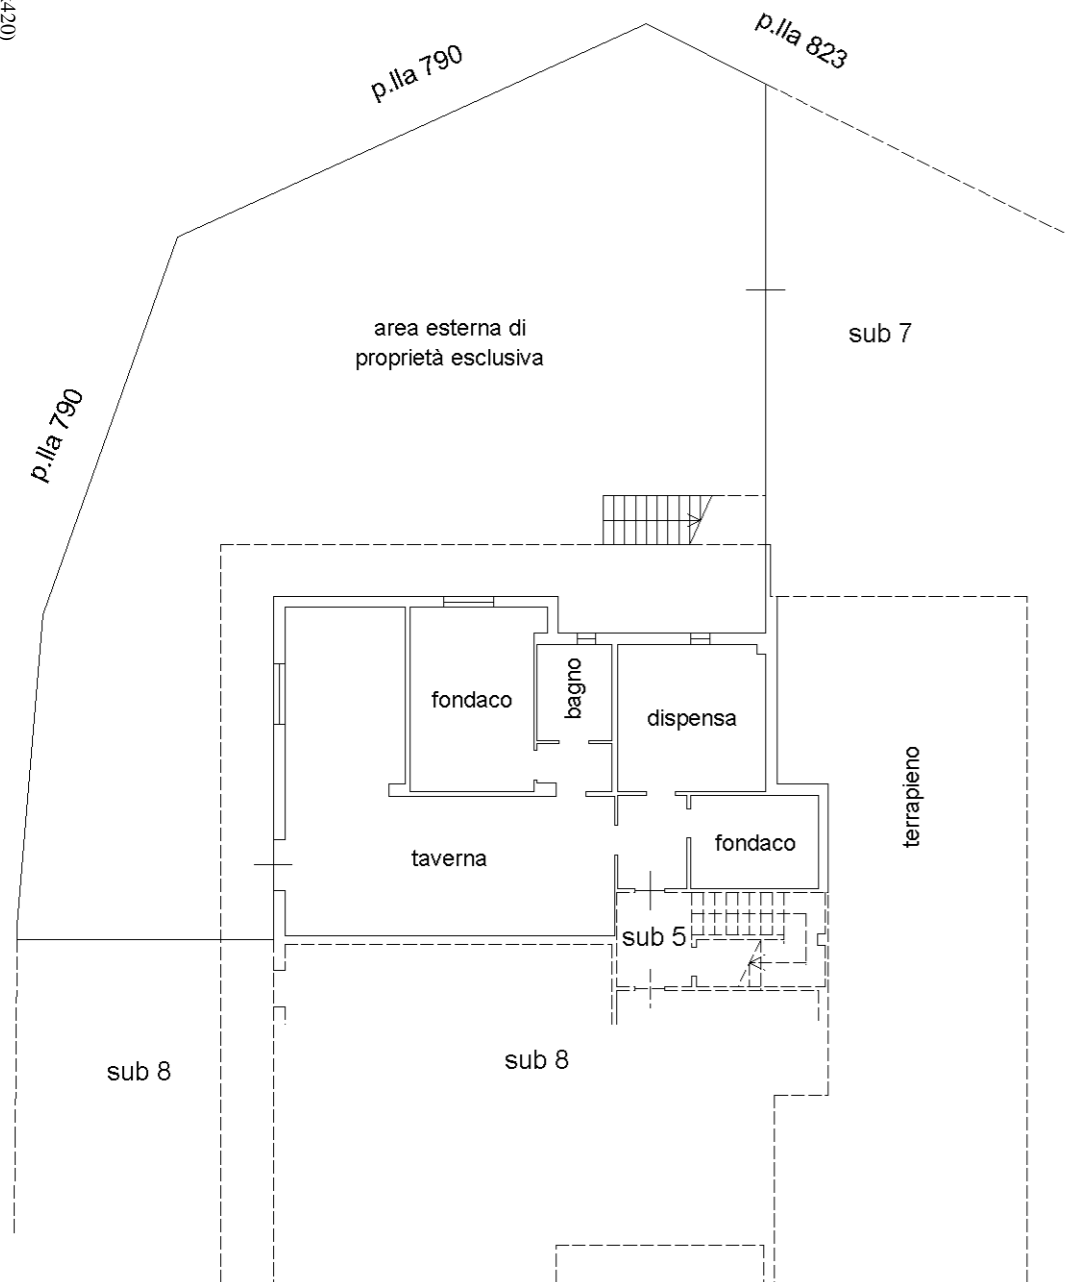 420)
p.lla 823
p.lla 790
area esterna di
proprietà esclusiva
sub 7
p.lla 790
fondaco
bagno
dispensa
terrapieno
taverna
fondaco
sub 5
sub 8
sub 8